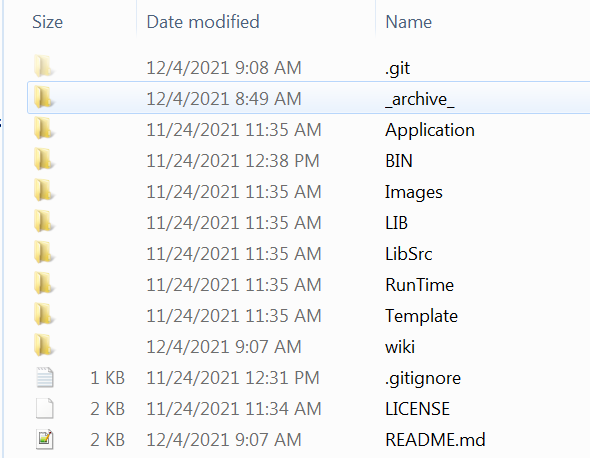 Size Date modified Name
12/4/2021 9:08 AM .git
12/4/2021 8:49 AM _archive_
11/24/2021 11:35 AM Application
11/24/2021 12:38 PM BIN
11/24/2021 11:35 AM Images
11/24/2021 11:35 AM LIB
11/24/2021 11:35 AM LibSrc
11/24/2021 11:35 AM RunTime
11/24/2021 11:35 AM Template
12/4/2021 9:07 AM wiki
1 KB 11/24/2021 12:31 PM .gitignore
2 KB 11/24/2021 11:34 AM LICENSE
2 KB 12/4/2021 9:07 AM README.md